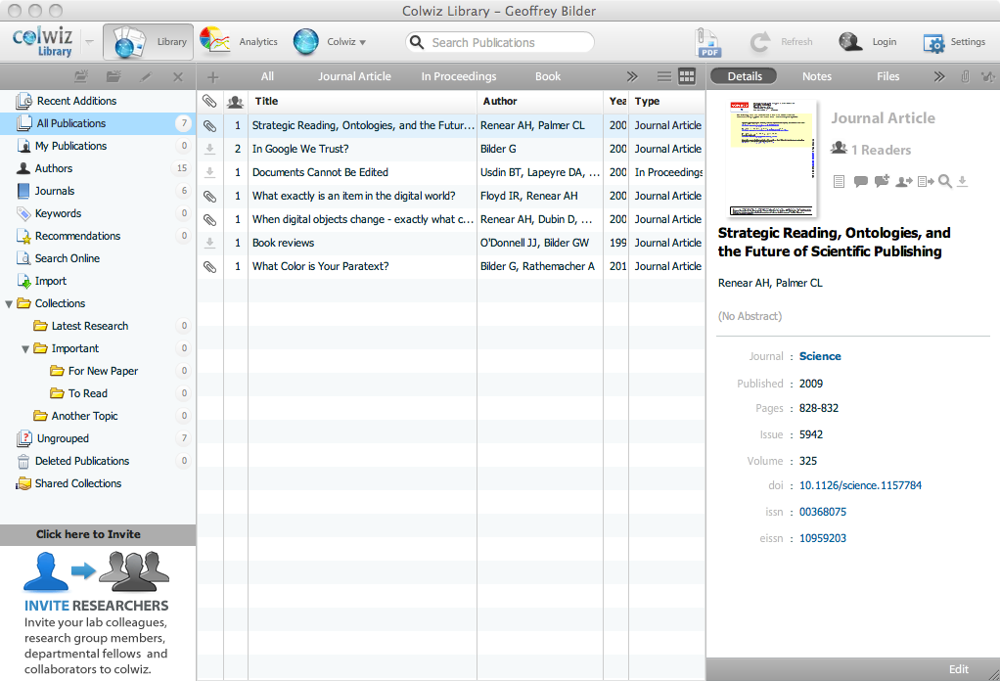 Colwiz Library – Geoffrey Bilder
colwiz Library
Library
Analytics
Colwiz
Search Publications
PDF
Refresh
Login
Settings
All
Journal Article
In Proceedings
Book
Details
Notes
Files
Recent Additions
All Publications 7
My Publications 0
Authors 15
Journals 6
Keywords 0
Recommendations 0
Search Online
Import
Collections
Latest Research 0
Important 0
For New Paper 0
To Read 0
Another Topic 0
Ungrouped 7
Deleted Publications 0
Shared Collections
Click here to Invite
INVITE RESEARCHERS
Invite your lab colleagues,
research group members,
departmental fellows and
collaborators to colwiz.
Title Author Yea Type
1 Strategic Reading, Ontologies, and the Futur... Renear AH, Palmer CL 200 Journal Article
2 In Google We Trust? Bilder G 200 Journal Article
1 Documents Cannot Be Edited Usdin BT, Lapeyre DA, ... 200 In Proceedings
1 What exactly is an item in the digital world? Floyd IR, Renear AH 200 Journal Article
1 When digital objects change - exactly what c... Renear AH, Dubin D, ... 200 Journal Article
1 Book reviews O'Donnell JJ, Bilder GW 199 Journal Article
1 What Color is Your Paratext? Bilder G, Rathemacher A 201 Journal Article
Journal Article
1 Readers
Strategic Reading, Ontologies, and
the Future of Scientific Publishing
Renear AH, Palmer CL
(No Abstract)
Journal : Science
Published : 2009
Pages : 828-832
Issue : 5942
Volume : 325
doi : 10.1126/science.1157784
issn : 00368075
eissn : 10959203
Edit